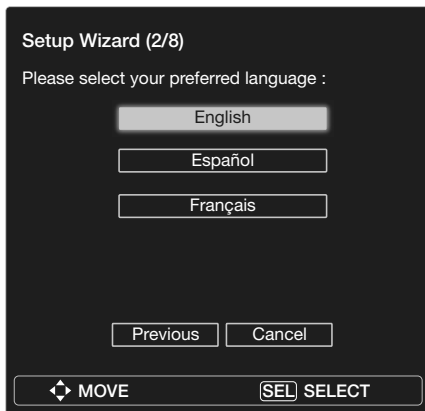 Setup Wizard (2/8)
Please select your preferred language :
English
Español
Français
Previous Cancel
MOVE SEL SELECT